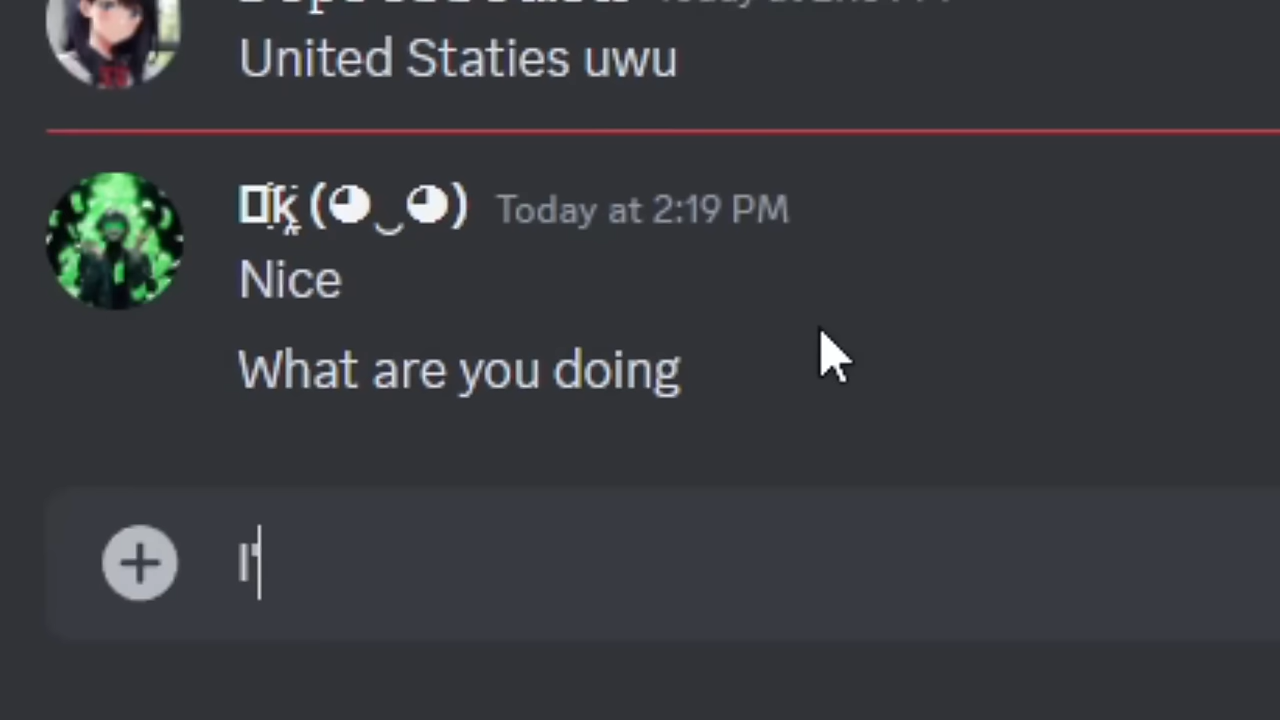 United Staties uwu
(◕‿◕) Today at 2:19 PM
Nice
What are you doing
I'